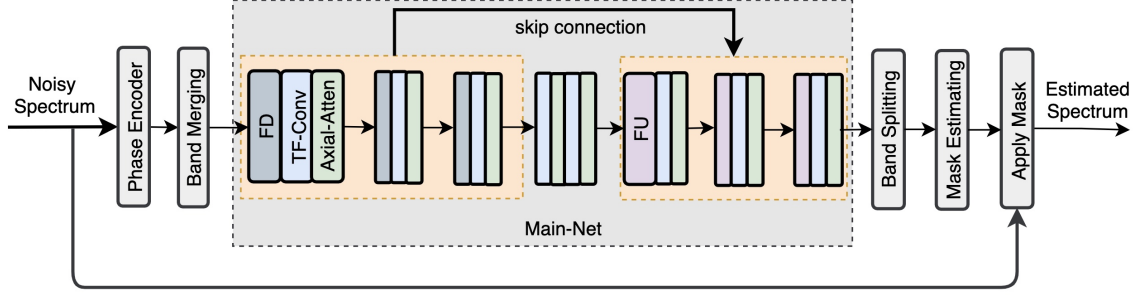 skip connection
Noisy
Spectrum
Phase Encoder
Band Merging
FD
TF-Conv
Axial-Atten
FU
Band Splitting
Mask Estimating
Apply Mask
Estimated
Spectrum
Main-Net